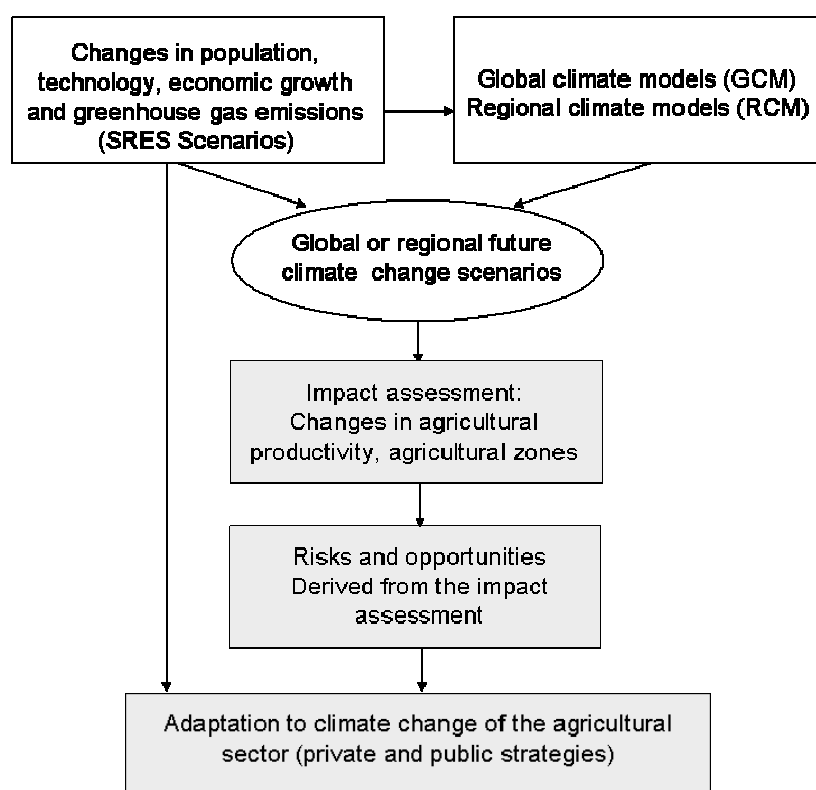 Changes in population,
technology, economic growth
and greenhouse gas emissions
(SRES Scenarios)
Global climate models (GCM)
Regional climate models (RCM)
Global or regional future
climate change scenarios
Impact assessment:
Changes in agricultural
productivity, agricultural zones
Risks and opportunities
Derived from the impact
assessment
Adaptation to climate change of the agricultural
sector (private and public strategies)